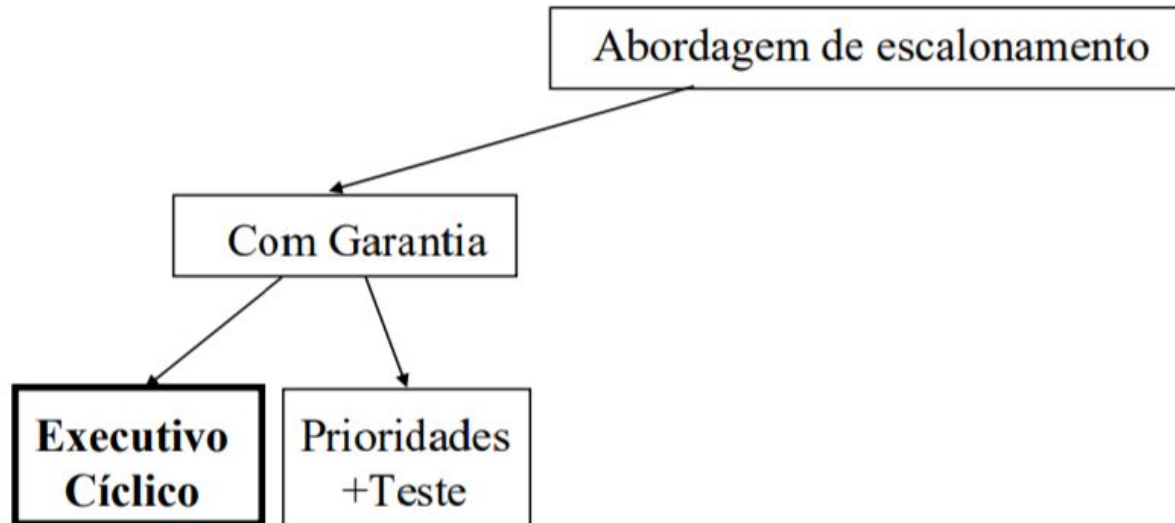 Abordagem de escalonamento
Com Garantia
Executivo
Cíclico
Prioridades
+Teste